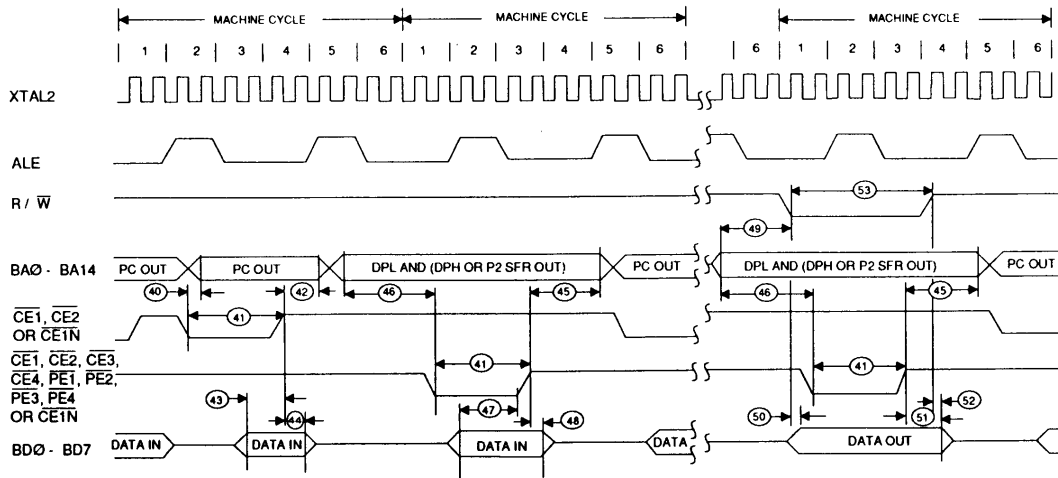 MACHINE CYCLE MACHINE CYCLE MACHINE CYCLE
1 2 3 4 5 6 1 2 3 4 5 6 6 1 2 3 4 5 6
XTAL2
ALE
R / W
53
49
BAØ - BA14
PC OUT PC OUT DPL AND (DPH OR P2 SFR OUT) PC OUT DPL AND (DPH OR P2 SFR OUT) PC OUT
40 42 46 45 46 45
CE1, CE2
OR CE1N
41
CE1, CE2, CE3,
CE4, PE1, PE2,
PE3, PE4
OR CE1N
41 41
43 44 47 48 50 51 52
BDØ - BD7
DATA IN DATA IN DATA IN DATA DATA OUT